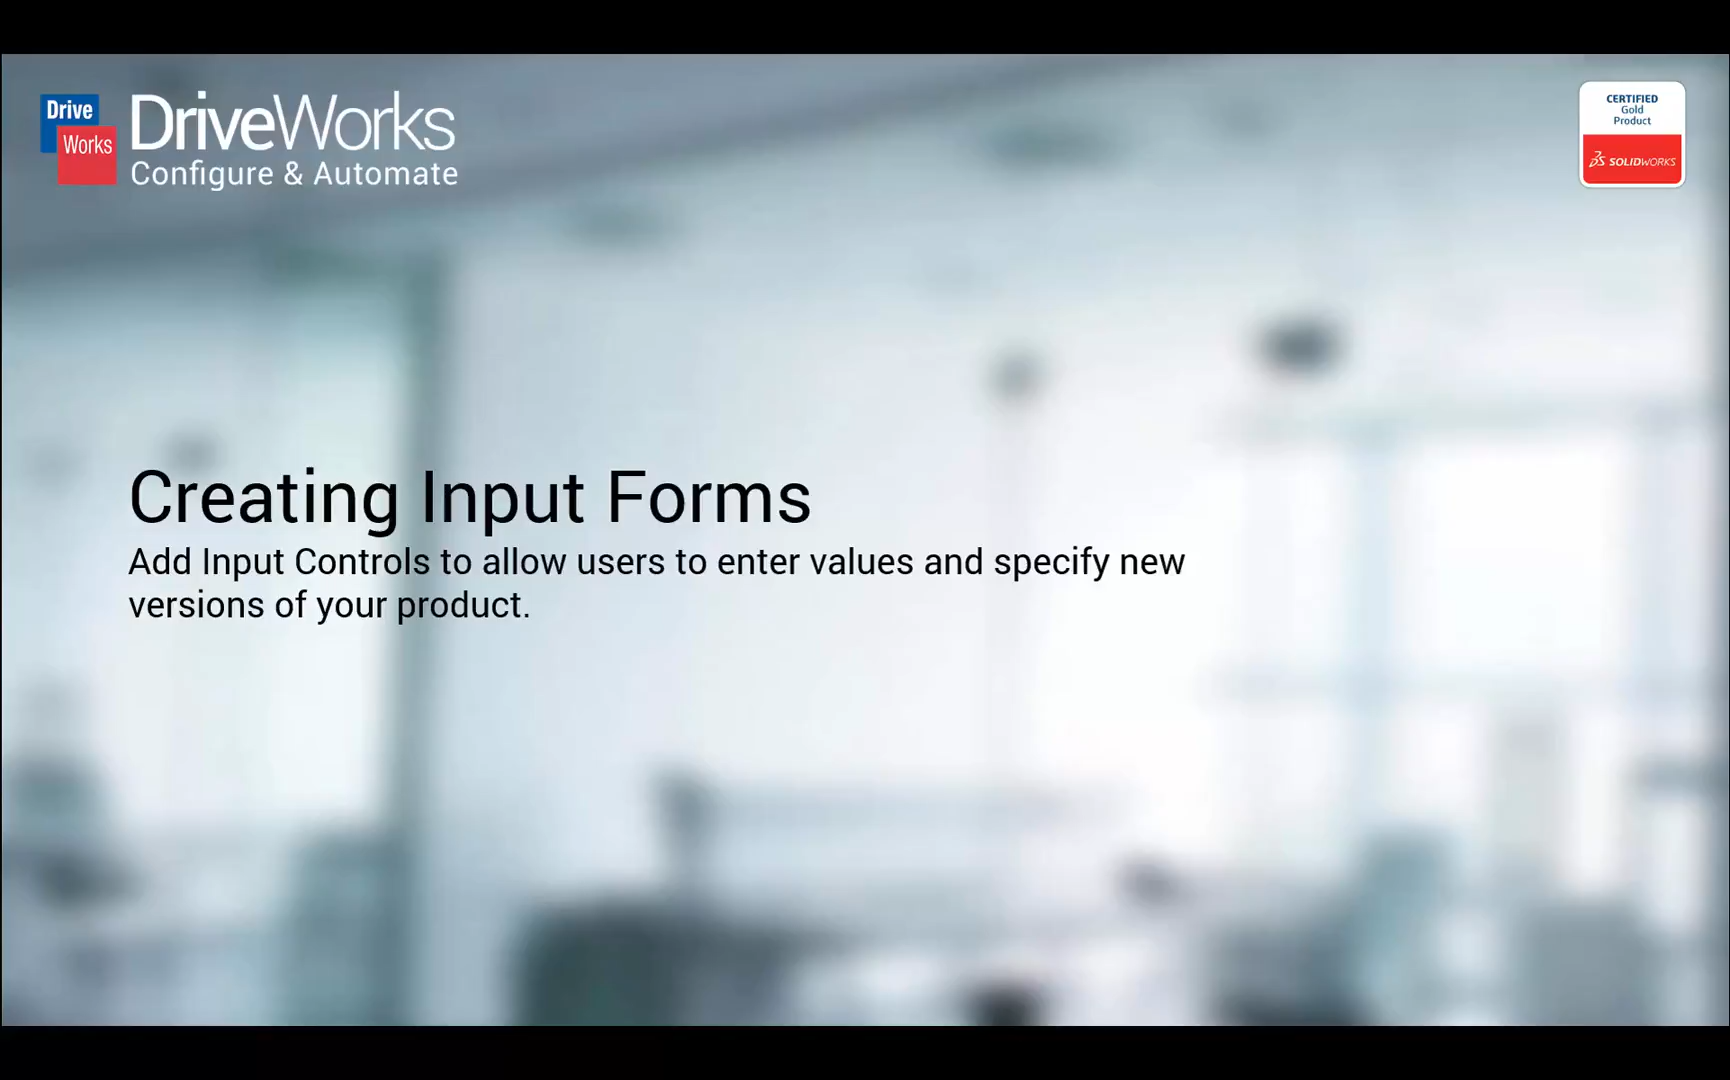 Drive
Works
DriveWorks
Configure & Automate
CERTIFIED
Gold
Product
SOLIDWORKS
Creating Input Forms
Add Input Controls to allow users to enter values and specify new
versions of your product.